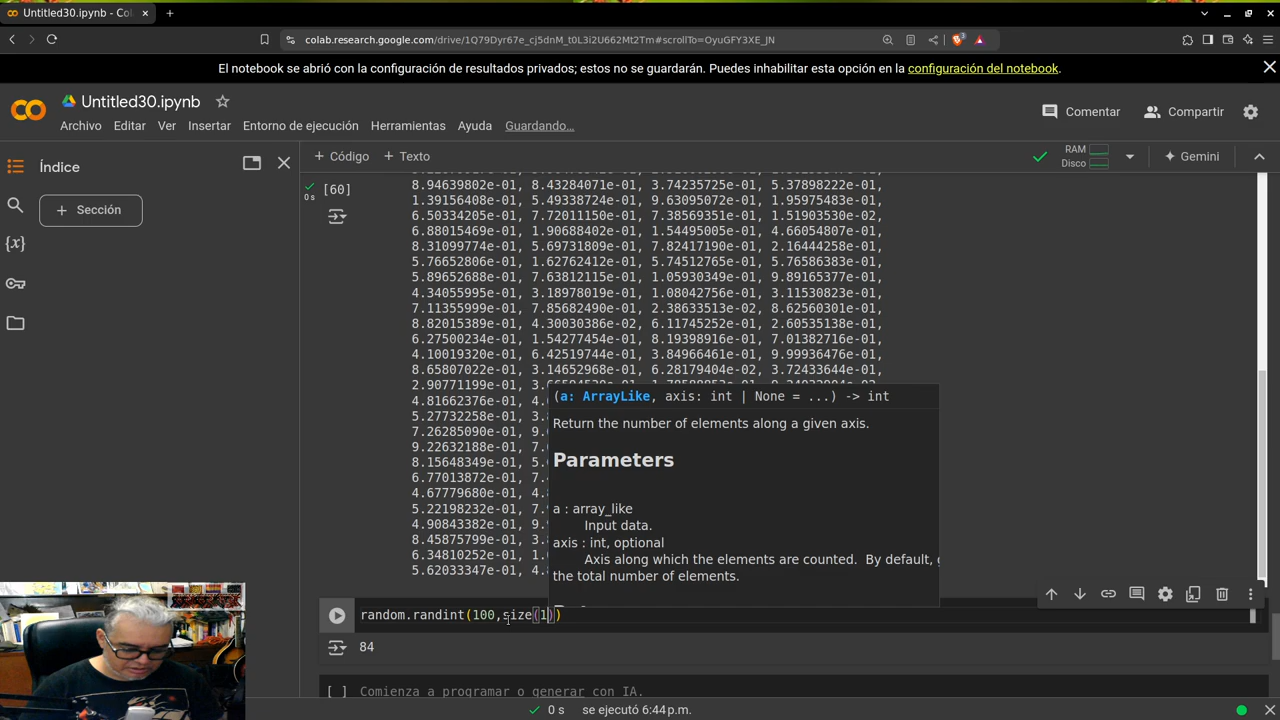 Untitled30.ipynb - Col
colab.research.google.com/drive/1Q79Dyr67e_cj5dnM_t0L3i2U662Mt2Tm#scrollTo=OyuGFY3XE_JN
El notebook se abrió con la configuración de resultados privados; estos no se guardarán. Puedes inhabilitar esta opción en la configuración del notebook.
Untitled30.ipynb
Comentar
Compartir
Archivo Editar Ver Insertar Entorno de ejecución Herramientas Ayuda Guardando…
Índice
+ Código + Texto
RAM
Disco
Gemini
+ Sección
[60]
0 s
8.94639802e-01, 8.43284071e-01, 3.74235725e-01, 5.37898222e-01,
1.39156408e-01, 5.49338724e-01, 9.63095072e-01, 1.95975483e-01,
6.50334205e-01, 7.72011150e-01, 7.38569351e-01, 1.51903530e-02,
6.88015469e-01, 1.90688402e-01, 1.54495005e-01, 4.66054807e-01,
8.31099774e-01, 5.69731809e-01, 7.82417190e-01, 2.16444258e-01,
5.76652806e-01, 1.62762412e-01, 5.74512765e-01, 5.76586383e-01,
5.89652688e-01, 7.63812115e-01, 1.05930349e-01, 9.89165377e-01,
4.34055995e-01, 3.18978019e-01, 1.08042756e-01, 3.11530823e-01,
7.11355999e-01, 7.85682490e-01, 2.38633513e-02, 8.62560301e-01,
8.82015389e-01, 4.30030386e-02, 6.11745252e-01, 2.60535138e-01,
6.27500234e-01, 1.54277454e-01, 8.19398916e-01, 7.01382716e-01,
4.10019320e-01, 6.42519744e-01, 3.84966461e-01, 9.99936476e-01,
8.65807022e-01, 3.14652968e-01, 6.28179404e-02, 3.72433644e-01,
2.90771199e-01,
4.81662376e-01, 4.
5.27732258e-01, 4.
7.26285090e-01, 9.
9.22632188e-01, 7.
8.15648349e-01, 5.
6.77013872e-01, 7.
4.67779680e-01, 4.
5.22198232e-01,
4.90843382e-01, 9.
8.45875799e-01, 3.
6.34810252e-01, 1.
5.62033347e-01, 4.
(a: ArrayLike, axis: int | None = ...) -> int
Return the number of elements along a given axis.
Parameters
a : array_like
Input data.
axis : int, optional
Axis along which the elements are counted. By default,
the total number of elements.
random.randint(100,size(1))
84
[ ] Comienza a programar o generar con IA.
0 s se ejecutó 6:44 p.m.